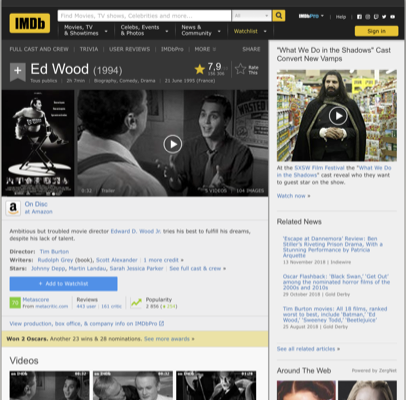 IMDb
Find Movies, TV shows, Celebrities and more...
All
IMDbPro
Help
Movies, TV
& Showtimes
Celebs, Events
& Photos
News &
Community
Watchlist
Sign in
FULL CAST AND CREW | TRIVIA | USER REVIEWS | IMDbPro | MORE
SHARE
Ed Wood (1994)
Tous publics | 2h 7min | Biography, Comedy, Drama | 21 June 1995 (France)
7,9
Rate
This
WANTED
0:32 Trailer
5 VIDEOS | 104 IMAGES
On Disc
at Amazon
Ambitious but troubled movie director Edward D. Wood Jr. tries his best to fulfill his dreams,
despite his lack of talent.
Director: Tim Burton
Writers: Rudolph Grey (book), Scott Alexander | 1 more credit »
Stars: Johnny Depp, Martin Landau, Sarah Jessica Parker | See full cast & crew »
+ Add to Watchlist
70
Metascore
From metacritic.com
Reviews
443 user | 161 critic
Popularity
View production, box office, & company info on IMDbPro
Won 2 Oscars. Another 23 wins & 28 nominations. See more awards »
Videos
"What We Do in the Shadows" Cast
Convert New Vamps
At the SXSW Film Festival the "What We
Do in the Shadows" cast reveal who they
want to guest star on the show.
Watch now »
Related News
'Escape at Dannemora' Review: Ben
Stiller's Riveting Prison Drama, With a
Stunning Performance by Patricia
Arquette
13 November 2018 | Indiewire
Oscar Flashback: 'Black Swan,' 'Get Out'
among the nominated horror films of the
2000s and 2010s
29 October 2018 | Gold Derby
Tim Burton movies: All 18 films, ranked
worst to best, include 'Batman,' 'Ed
Wood,' 'Sweeney Todd,' 'Beetlejuice'
25 August 2018 | Gold Derby
See all related articles »
Around The Web
Powered by ZergNet